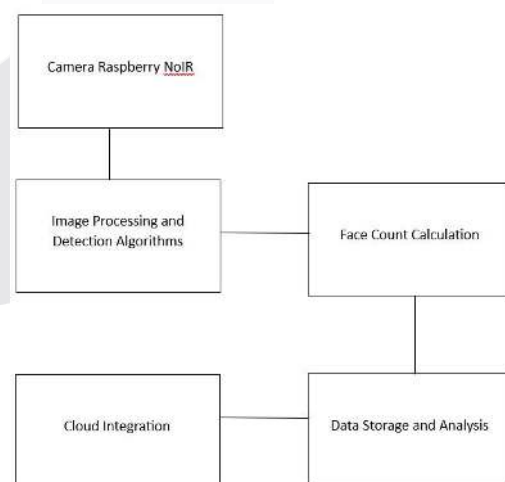 Camera Raspberry NoIR
Image Processing and
Detection Algorithms
Face Count Calculation
Data Storage and Analysis
Cloud Integration